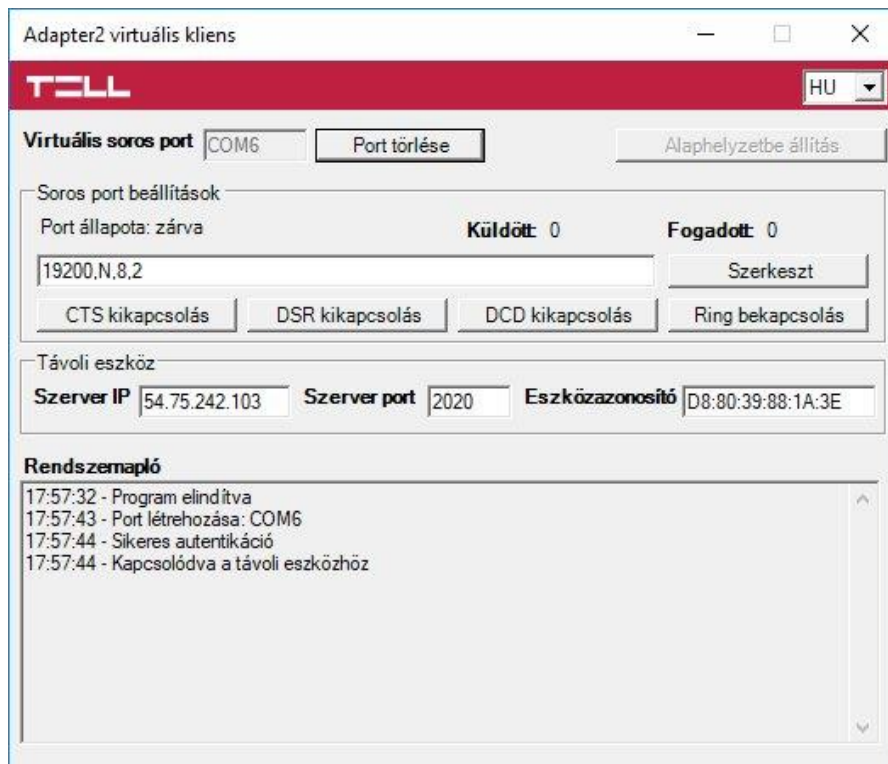 Adapter2 virtuális kliens
TELL HU
Virtuális soros port COM6 Port törlése Alaphelyzetbe állítás
Soros port beállítások
Port állapota: zárva Küldött: 0 Fogadott: 0
19200,N,8,2 Szerkeszt
CTS kikapcsolás DSR kikapcsolás DCD kikapcsolás Ring bekapcsolás
Távoli eszköz
Szerver IP 54.75.242.103 Szerver port 2020 Eszközazonosító D8:80:39:88:1A:3E
Rendszernapló
17:57:32 - Program elindítva
17:57:43 - Port létrehozása: COM6
17:57:44 - Sikeres autentikáció
17:57:44 - Kapcsolódva a távoli eszközhöz